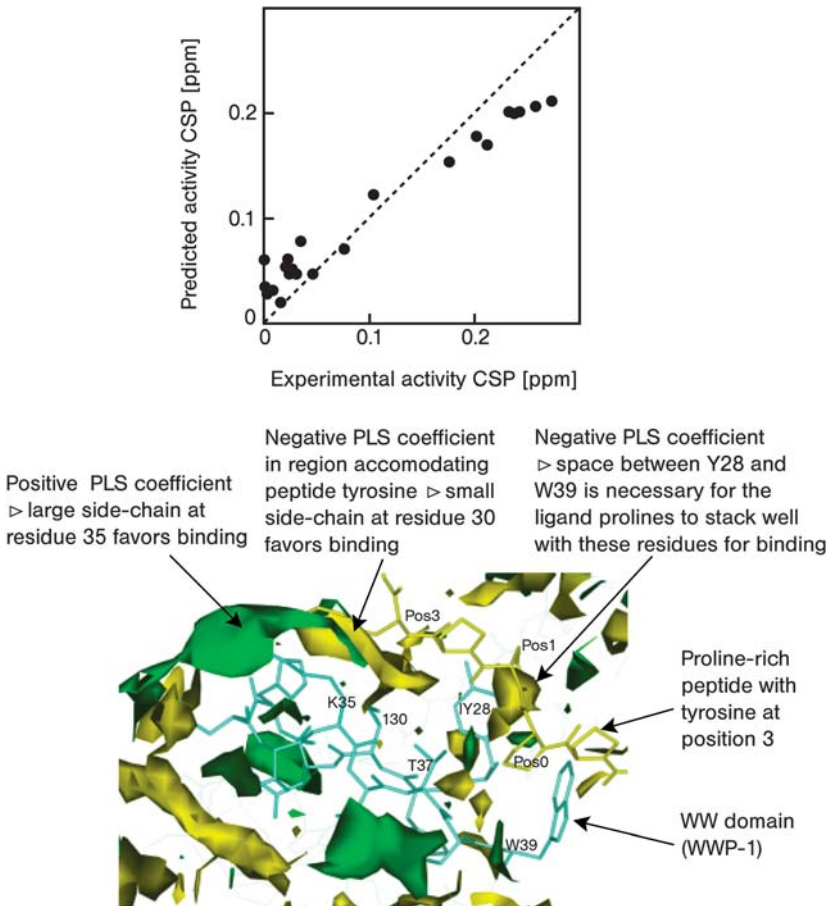 Predicted activity CSP [ppm]
0.2
0.1
0
0
0.1
0.2
Experimental activity CSP [ppm]
Positive PLS coefficient
▷ large side-chain at
residue 35 favors binding
Negative PLS coefficient
in region accomodating
peptide tyrosine ▷ small
side-chain at residue 30
favors binding
Negative PLS coefficient
▷ space between Y28 and
W39 is necessary for the
ligand prolines to stack well
with these residues for binding
Pos3
Pos1
K35
I30
IY28
T37
Pos0
W39
Proline-rich
peptide with
tyrosine at
position 3
WW domain
(WWP-1)